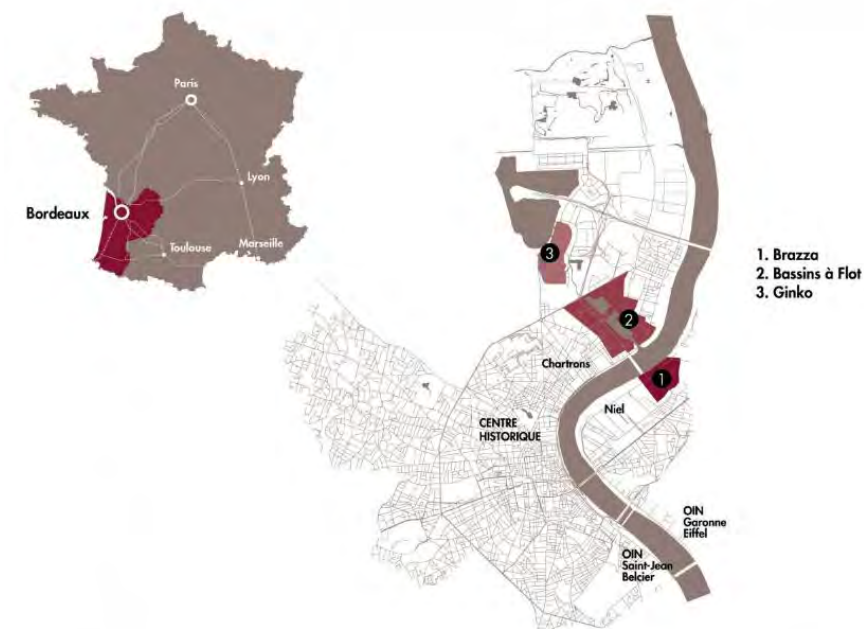 Paris
Lyon
Bordeaux
Toulouse
Marseille
3
2
1
Chartrons
Niel
CENTRE
HISTORIQUE
OIN
Garonne
Eiffel
OIN
Saint-Jean
Belcier
1. Brazza
2. Bassins à Flot
3. Ginko